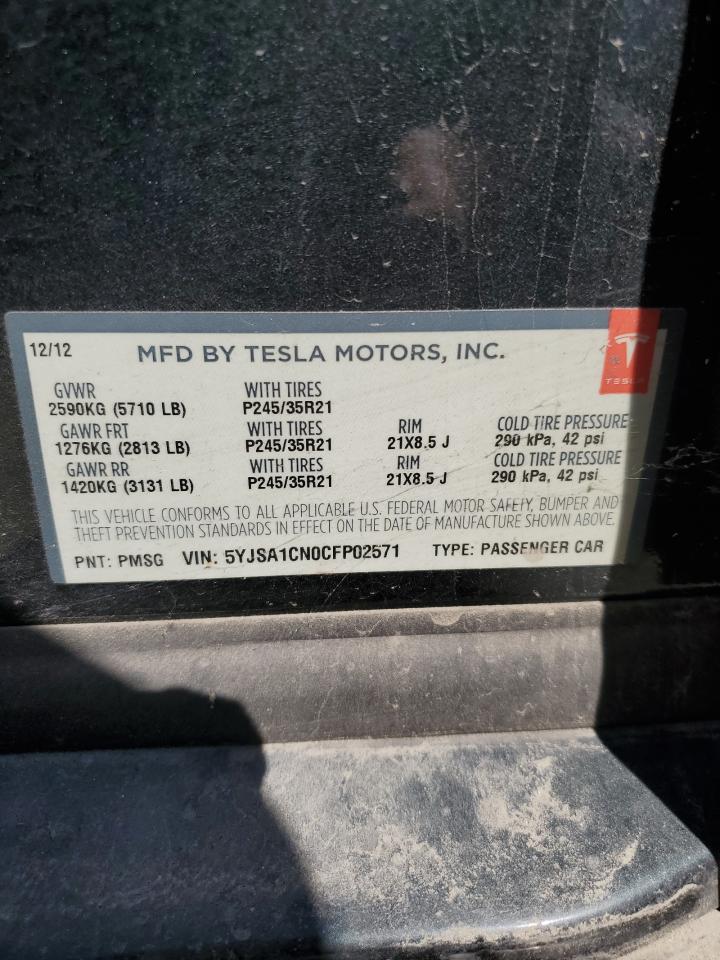 12/12 MFD BY TESLA MOTORS, INC.
TESLA
GVWR WITH TIRES
2590KG (5710 LB) P245/35R21
GAWR FRT WITH TIRES RIM COLD TIRE PRESSURE
1276KG (2813 LB) P245/35R21 21X8.5 J 290 kPa, 42 psi
GAWR RR WITH TIRES RIM COLD TIRE PRESSURE
1420KG (3131 LB) P245/35R21 21X8.5 J 290 kPa, 42 psi
THIS VEHICLE CONFORMS TO ALL APPLICABLE U.S. FEDERAL MOTOR SAFETY, BUMPER AND
THEFT PREVENTION STANDARDS IN EFFECT ON THE DATE OF MANUFACTURE SHOWN ABOVE.
PNT: PMSG VIN: 5YJSA1CN0CFP02571 TYPE: PASSENGER CAR